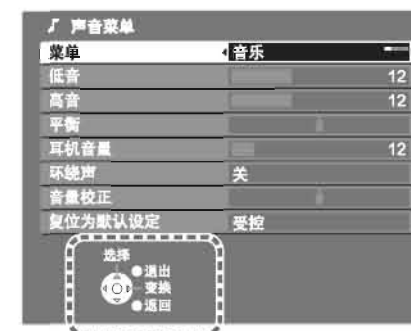 声音菜单
菜单 音乐
低音 12
高音 12
平衡
耳机音量 12
环绕声 关
音量校正
复位为默认设定 受控
选择
退出
变换
返回